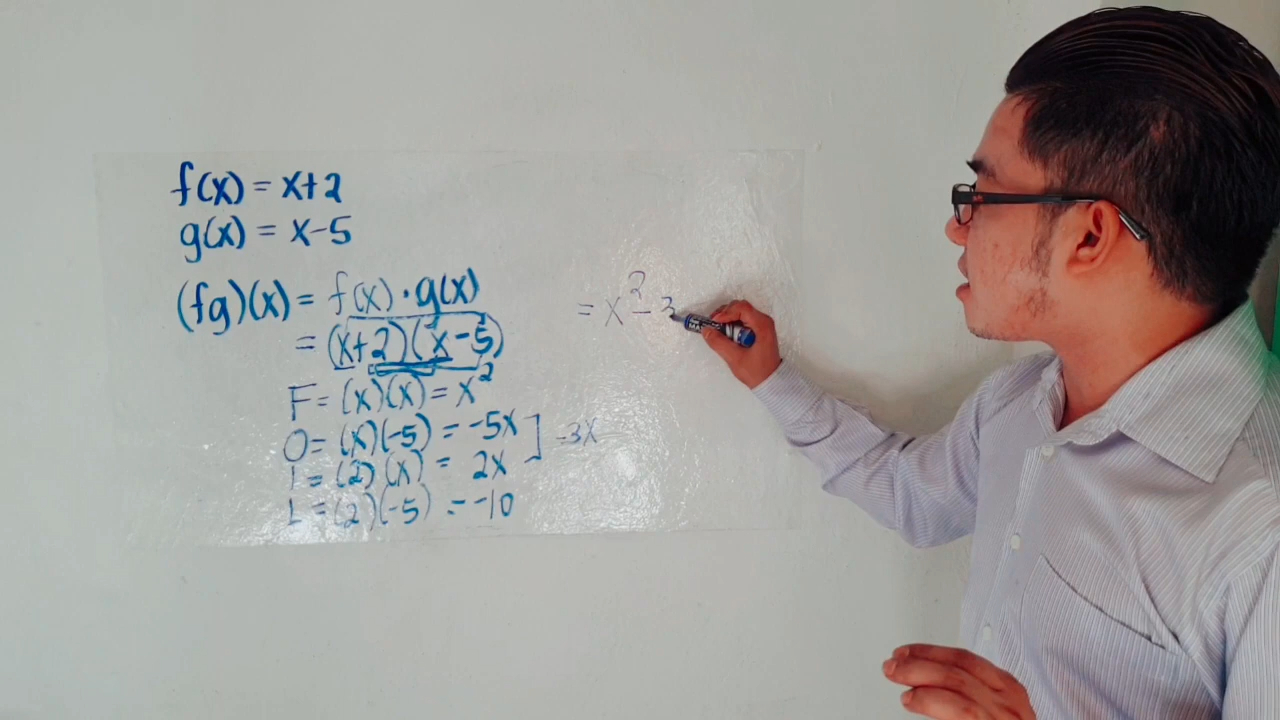 f(x) = x+2
g(x) = x-5
(fg)(x) = f(x) · g(x)
= (x+2)(x-5)
F = (x)(x) = x²
O = (x)(-5) = -5x
I = (2)(x) = 2x
L = (2)(-5) = -10
-3x
= x² - 3